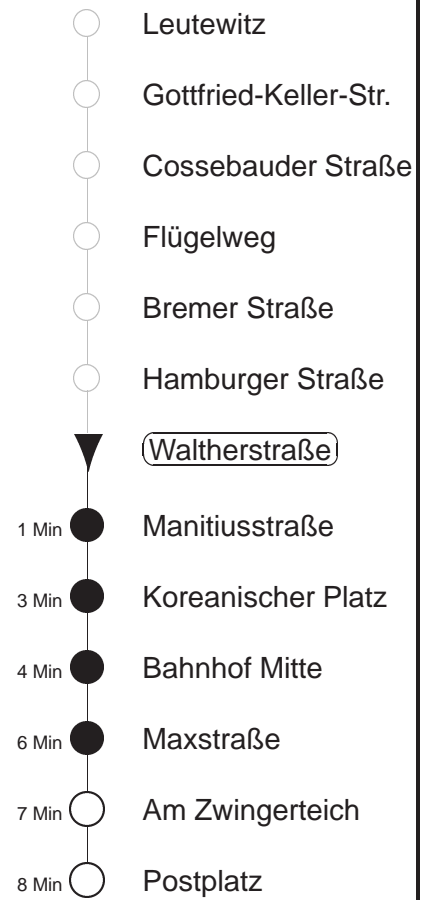 Leutewitz
Gottfried-Keller-Str.
Cossebauder Straße
Flügelweg
Bremer Straße
Hamburger Straße
Waltherstraße
1 Min Manitiusstraße
3 Min Koreanischer Platz
4 Min Bahnhof Mitte
6 Min Maxstraße
7 Min Am Zwingerteich
8 Min Postplatz